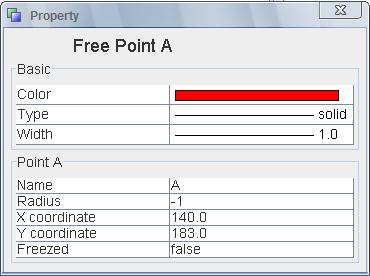 Property
Free Point A
Basic
Color
Type solid
Width 1.0
Point A
Name A
Radius -1
X coordinate 140.0
Y coordinate 183.0
Freezed false